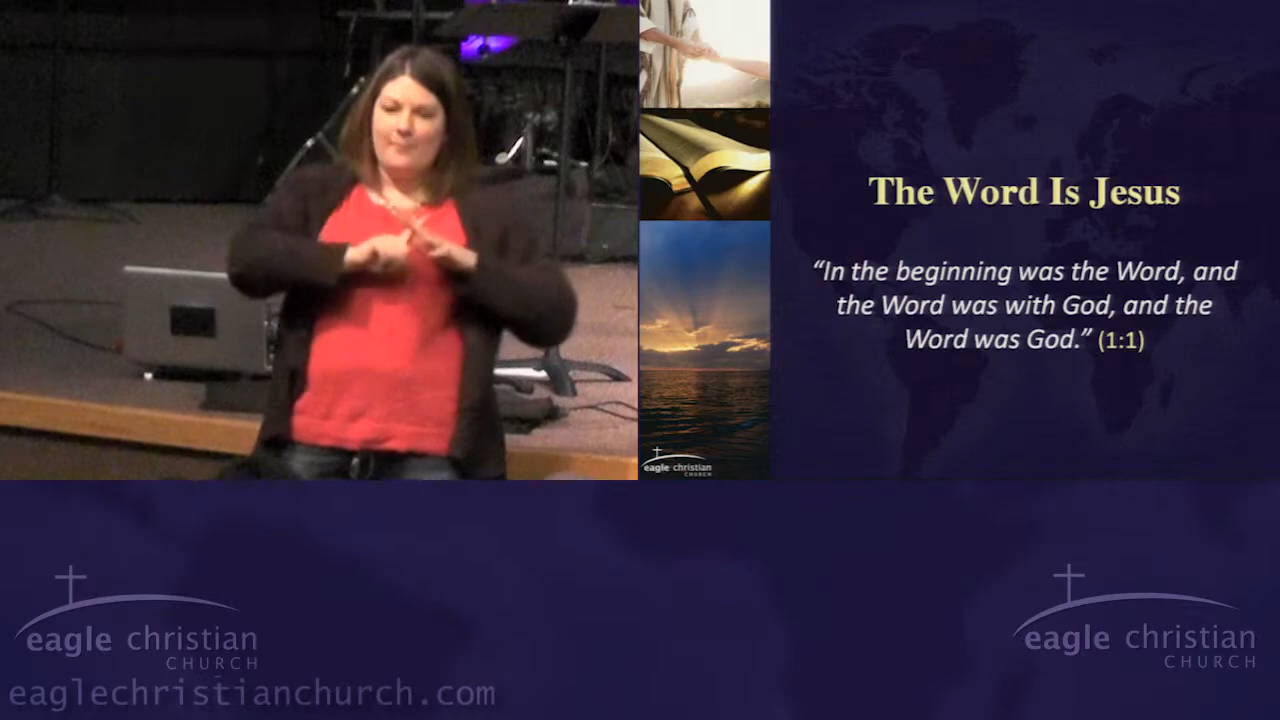 The Word Is Jesus
“In the beginning was the Word, and
the Word was with God, and the
Word was God.” (1:1)
eagle christian
CHURCH
eagle christian
CHURCH
eaglechristianchurch.com
eagle christian
CHURCH